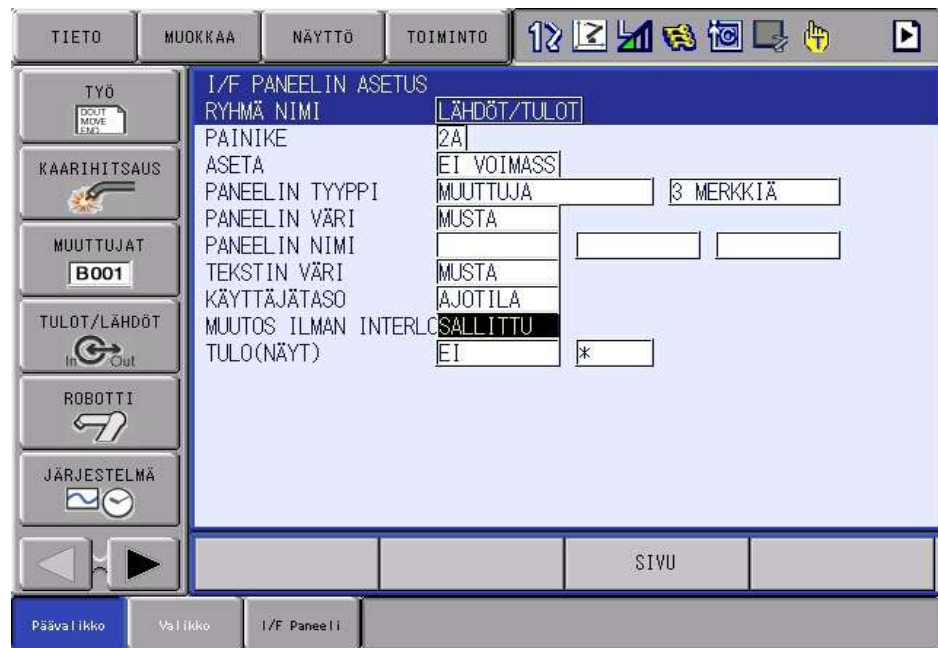 TIETO MUOKKAA NÄYTTÖ TOIMINTO
TYÖ
DOUT
MOVE
END
KAARIHITSAUS
MUUTTUJAT
B001
TULOT/LÄHDÖT
In Out
ROBOTTI
JÄRJESTELMÄ
I/F PANEELIN ASETUS
RYHMÄ NIMI LÄHDÖT/TULOT
PAINIKE 2A
ASETA EI VOIMASS
PANEELIN TYYPPI MUUTTUJA 3 MERKKIÄ
PANEELIN VÄRI MUSTA
PANEELIN NIMI
TEKSTIN VÄRI MUSTA
KÄYTTÄJÄTASO AJOTILA
MUUTOS ILMAN INTERLO SALLITTU
TULO(NÄYT) EI *
SIVU
Päävalikko Valikko I/F Paneeli